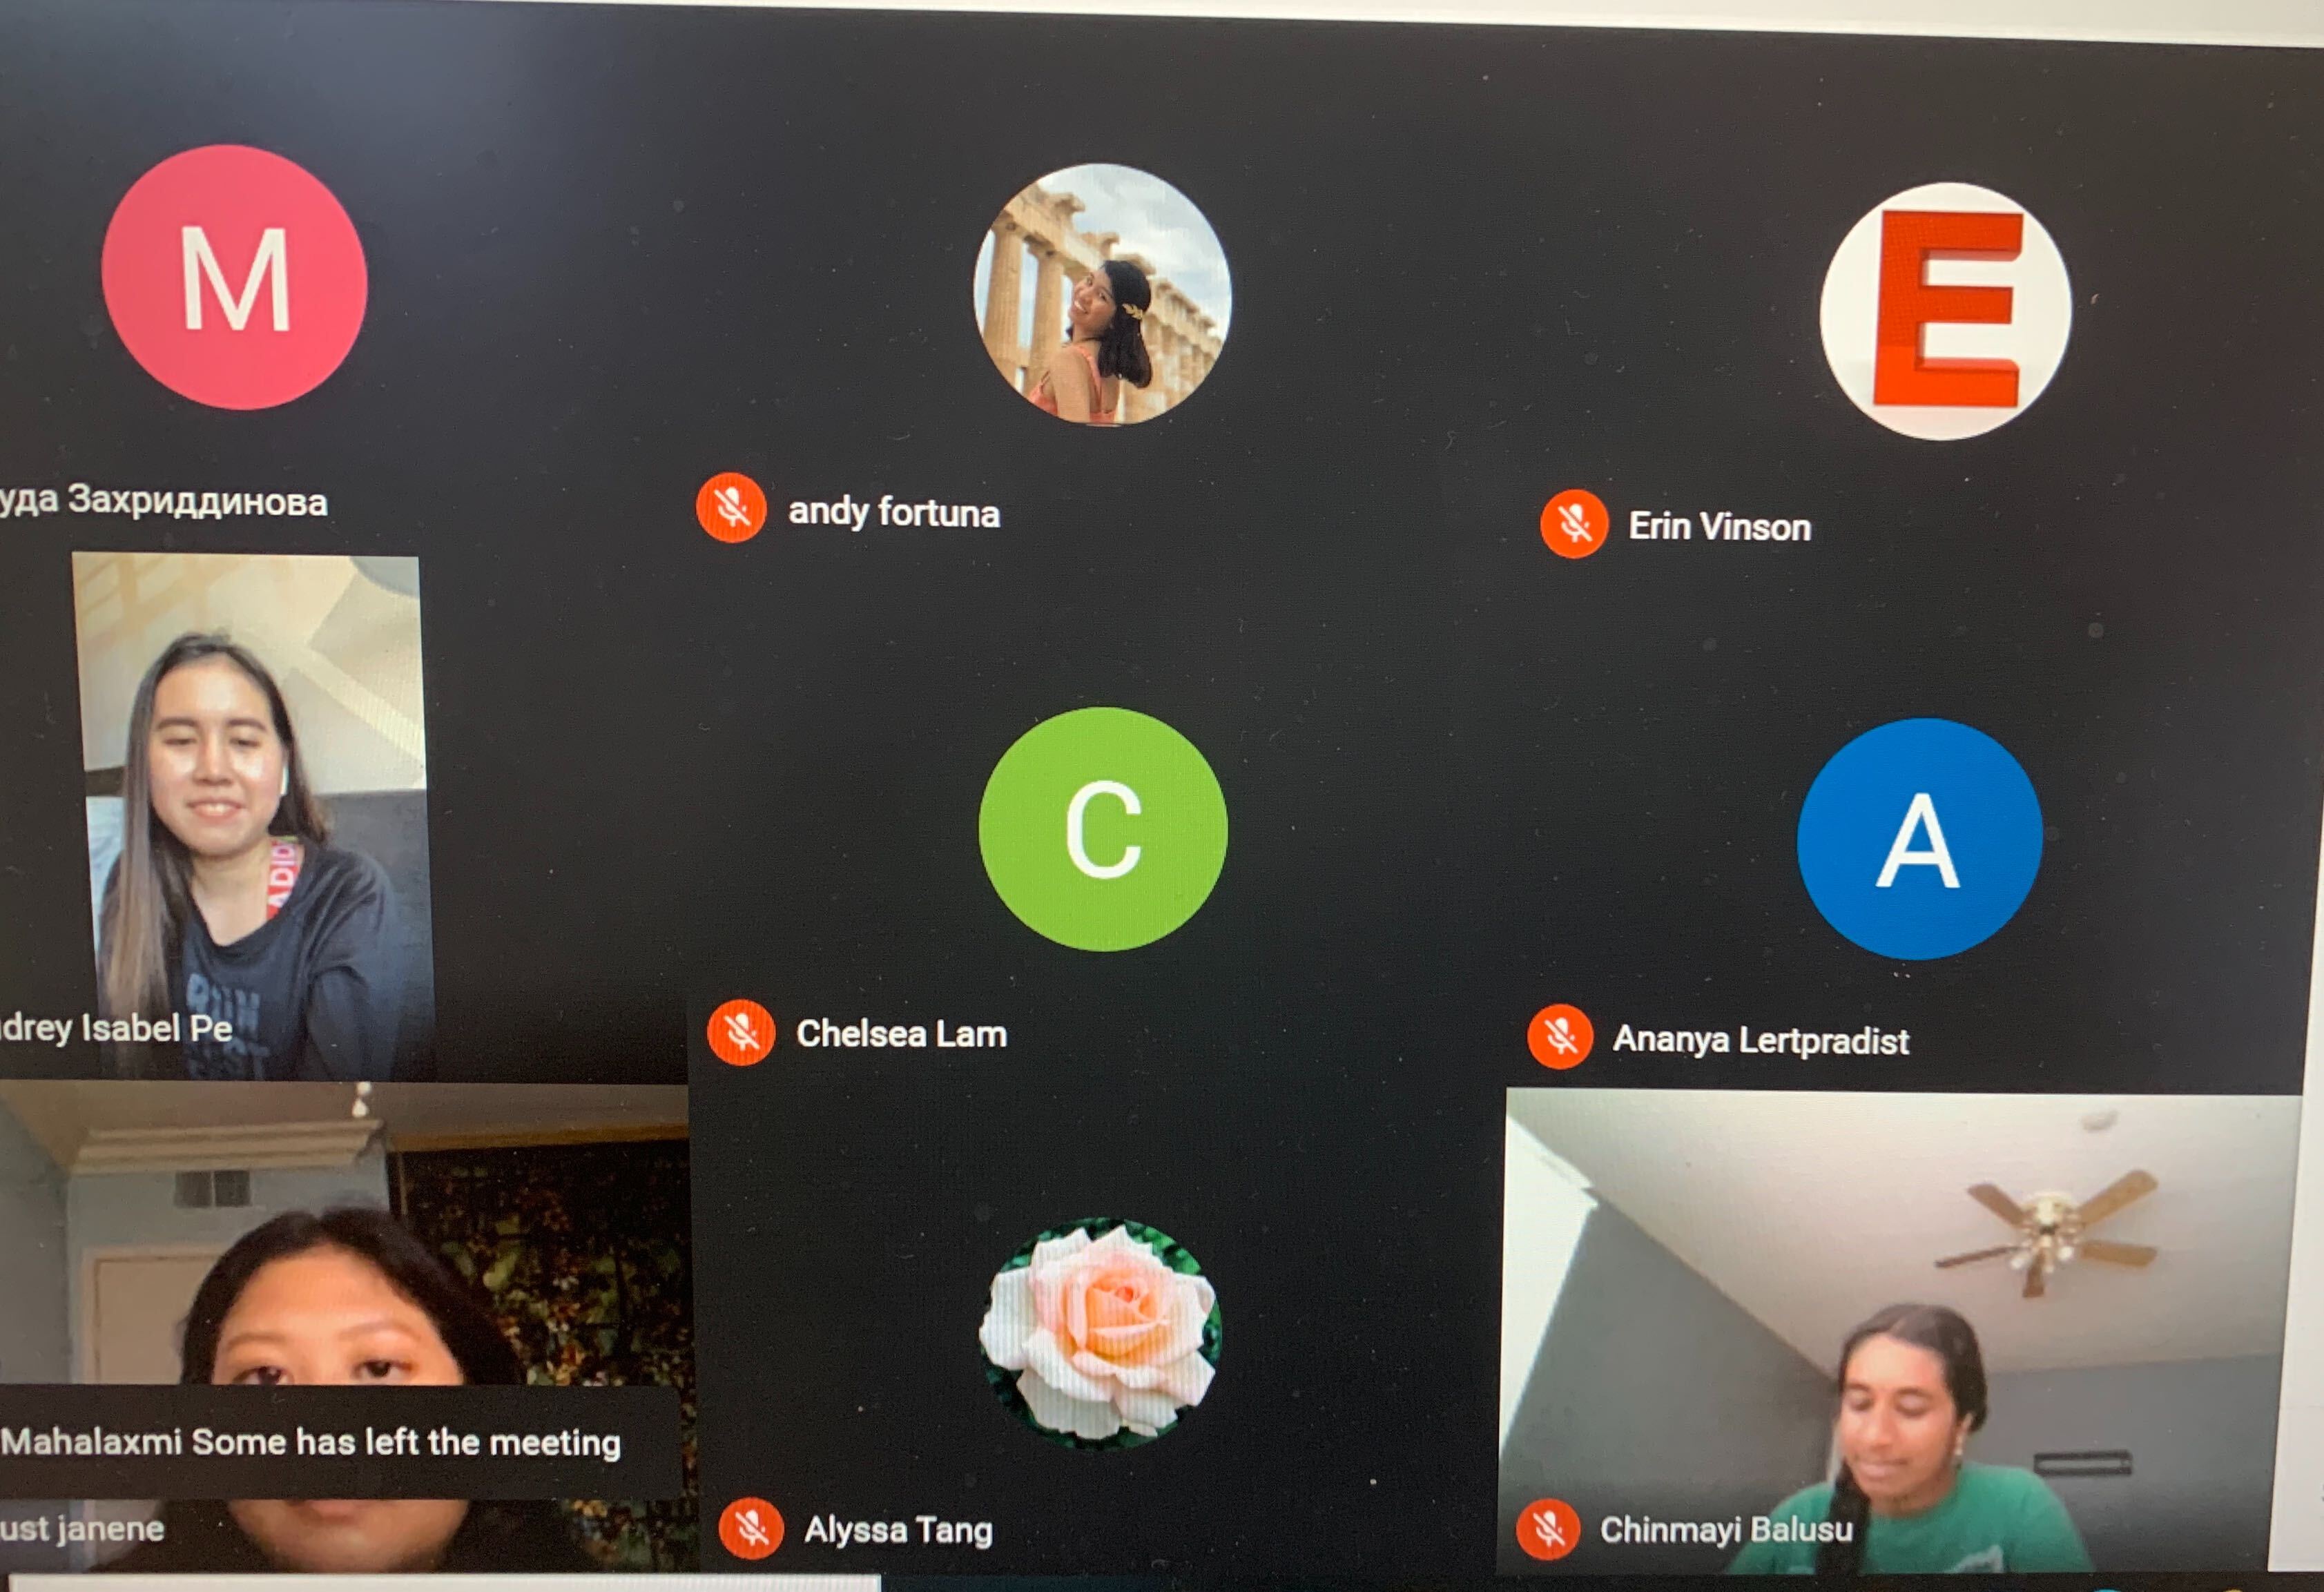 M
E
уда Захриддинова
andy fortuna
Erin Vinson
ADID
C
A
drey Isabel Pe
Chelsea Lam
Ananya Lertpradist
Mahalaxmi Some has left the meeting
ust janene
Alyssa Tang
Chinmayi Balusu